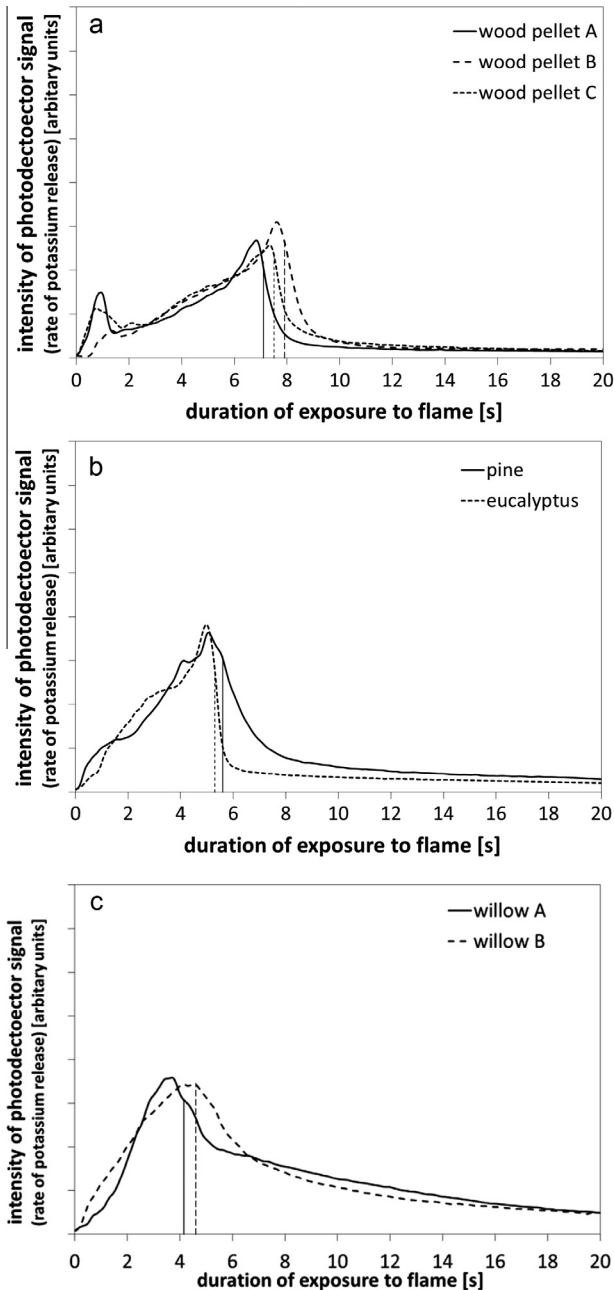 a
wood pellet A
wood pellet B
wood pellet C
intensity of photodectoector signal
(rate of potassium release) [arbitary units]
0 2 4 6 8 10 12 14 16 18 20
duration of exposure to flame [s]
b
pine
eucalyptus
intensity of photodectoector signal
(rate of potassium release) [arbitary units]
0 2 4 6 8 10 12 14 16 18 20
duration of exposure to flame [s]
c
willow A
willow B
intensity of photodectoector signal
(rate of potassium release) [arbitary units]
0 2 4 6 8 10 12 14 16 18 20
duration of exposure to flame [s]